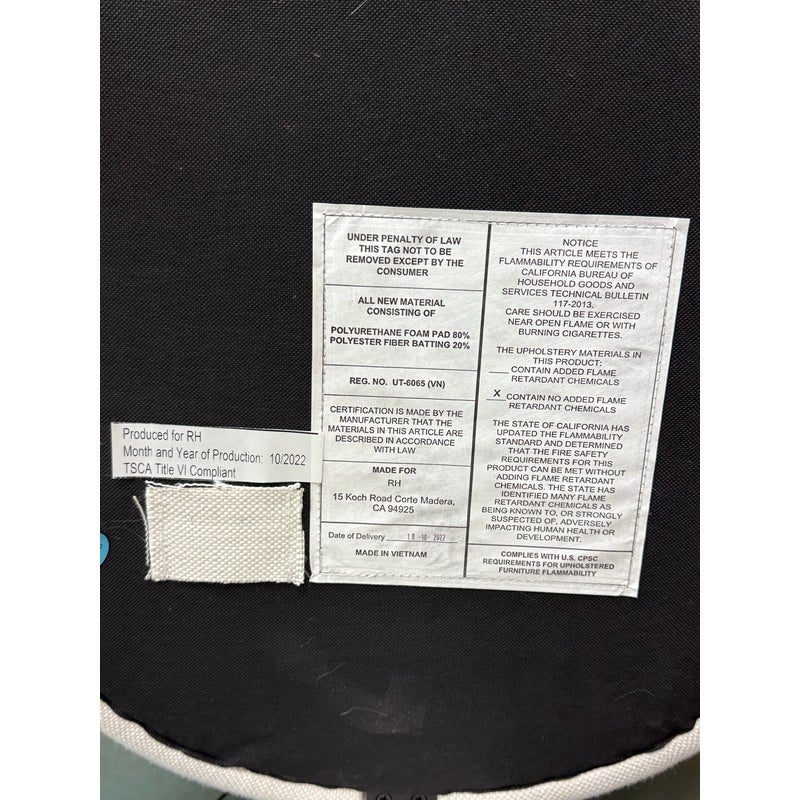 UNDER PENALTY OF LAW
THIS TAG NOT TO BE
REMOVED EXCEPT BY THE
CONSUMER
ALL NEW MATERIAL
CONSISTING OF
POLYURETHANE FOAM PAD 80%
POLYESTER FIBER BATTING 20%
REG. NO. UT-6065 (VN)
CERTIFICATION IS MADE BY THE
MANUFACTURER THAT THE
MATERIALS IN THIS ARTICLE ARE
DESCRIBED IN ACCORDANCE
WITH LAW.
MADE FOR
RH
15 Koch Road Corte Madera,
CA 94925
Date of Delivery 18 -10- 2022
MADE IN VIETNAM
NOTICE
THIS ARTICLE MEETS THE
FLAMMABILITY REQUIREMENTS OF
CALIFORNIA BUREAU OF
HOUSEHOLD GOODS AND
SERVICES TECHNICAL BULLETIN
117-2013.
CARE SHOULD BE EXERCISED
NEAR OPEN FLAME OR WITH
BURNING CIGARETTES.
THE UPHOLSTERY MATERIALS IN
THIS PRODUCT:
___ CONTAIN ADDED FLAME
RETARDANT CHEMICALS
X CONTAIN NO ADDED FLAME
RETARDANT CHEMICALS
THE STATE OF CALIFORNIA HAS
UPDATED THE FLAMMABILITY
STANDARD AND DETERMINED
THAT THE FIRE SAFETY
REQUIREMENTS FOR THIS
PRODUCT CAN BE MET WITHOUT
ADDING FLAME RETARDANT
CHEMICALS. THE STATE HAS
IDENTIFIED MANY FLAME
RETARDANT CHEMICALS AS
BEING KNOWN TO, OR STRONGLY
SUSPECTED OF, ADVERSELY
IMPACTING HUMAN HEALTH OR
DEVELOPMENT.
COMPLIES WITH U.S. CPSC
REQUIREMENTS FOR UPHOLSTERED
FURNITURE FLAMMABILITY
Produced for RH
Month and Year of Production: 10/2022
TSCA Title VI Compliant